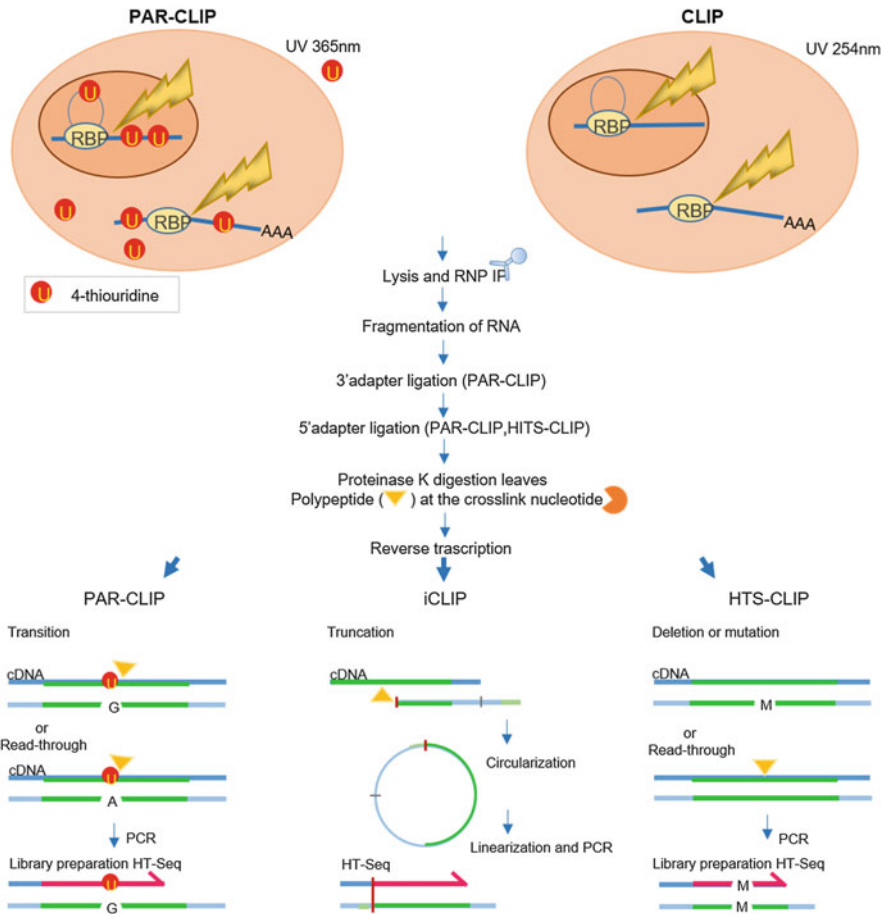 PAR-CLIP
CLIP
UV 365nm
UV 254nm
U
U
RBP
U
U
RBP
U
U
RBP
U
AAA
U
RBP
AAA
U
4-thiouridine
Lysis and RNP IP
Fragmentation of RNA
3'adapter ligation (PAR-CLIP)
5'adapter ligation (PAR-CLIP,HITS-CLIP)
Proteinase K digestion leaves
Polypeptide ( ) at the crosslink nucleotide
Reverse trascription
PAR-CLIP
iCLIP
HTS-CLIP
Transition
cDNA
U
G
or
Read-through
cDNA
U
A
PCR
Library preparation HT-Seq
U
G
Truncation
cDNA
Circularization
Linearization and PCR
HT-Seq
Deletion or mutation
cDNA
M
or
Read-through
PCR
Library preparation HT-Seq
M
M